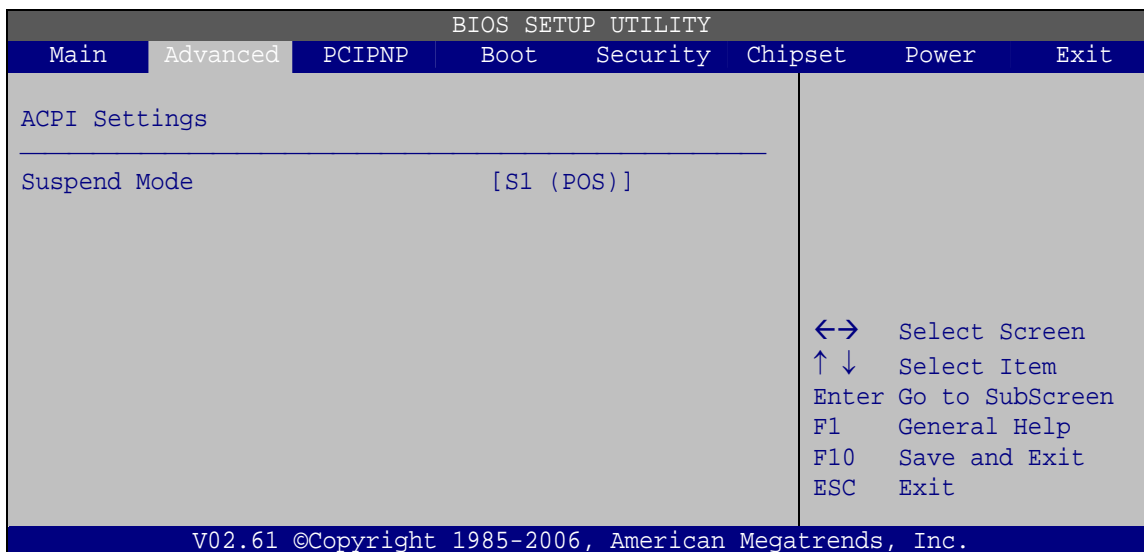 BIOS SETUP UTILITY
Main Advanced PCIPNP Boot Security Chipset Power Exit
ACPI Settings
Suspend Mode [S1 (POS)]
←→ Select Screen
↑ ↓ Select Item
Enter Go to SubScreen
F1 General Help
F10 Save and Exit
ESC Exit
V02.61 ©Copyright 1985-2006, American Megatrends, Inc.